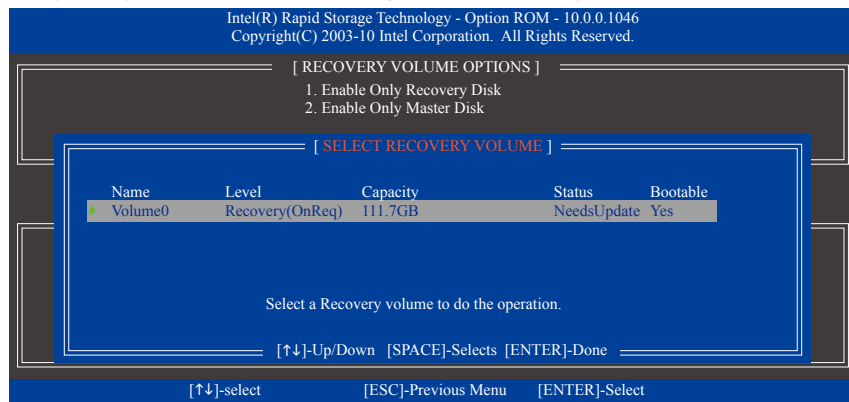 Intel(R) Rapid Storage Technology - Option ROM - 10.0.0.1046
Copyright(C) 2003-10 Intel Corporation. All Rights Reserved.
[ RECOVERY VOLUME OPTIONS ]
1. Enable Only Recovery Disk
2. Enable Only Master Disk
[ SELECT RECOVERY VOLUME ]
Name Level Capacity Status Bootable
Volume0 Recovery(OnReq) 111.7GB NeedsUpdate Yes
Select a Recovery volume to do the operation.
[↑↓]-Up/Down [SPACE]-Selects [ENTER]-Done
[↑↓]-select [ESC]-Previous Menu [ENTER]-Select